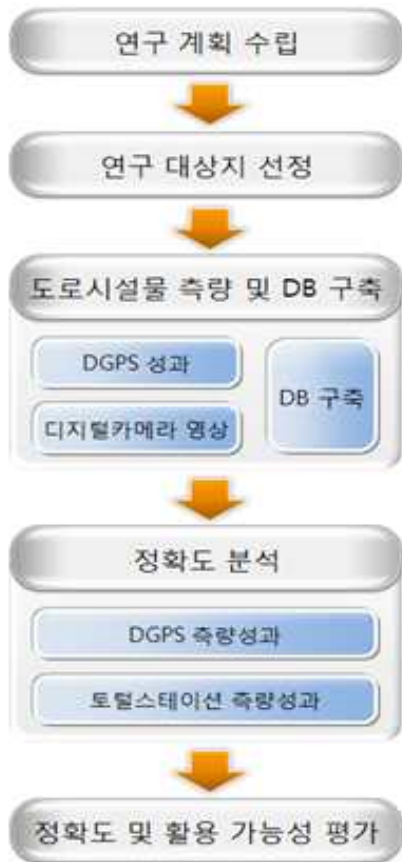 연구 계획 수립
연구 대상지 선정
도로시설물 측량 및 DB 구축
DGPS 성과
디지털카메라 영상
DB 구축
정확도 분석
DGPS 측량성과
토털스테이션 측량성과
정확도 및 활용 가능성 평가